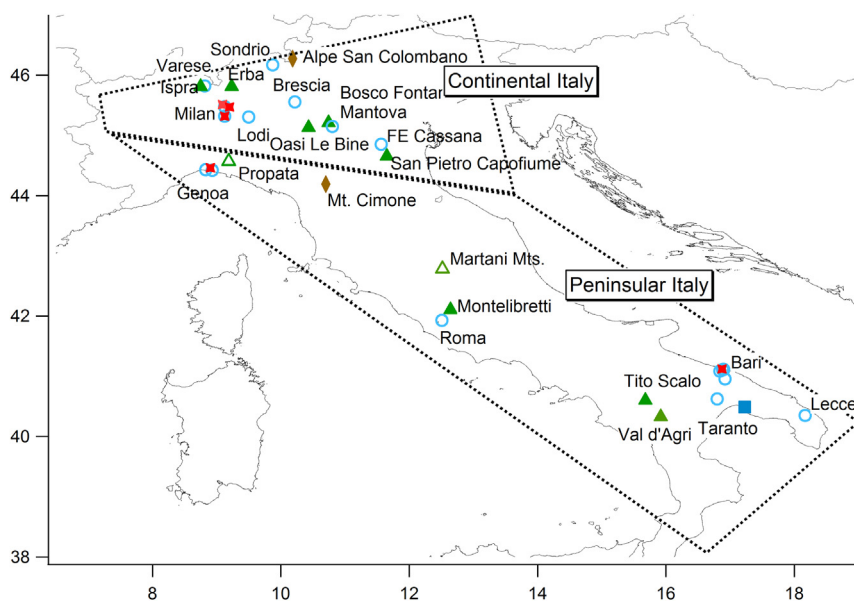 46
44
42
40
38
8
10
12
14
16
18
Sondrio
Alpe San Colombano
Varese
Ispra
Erba
Brescia
Continental Italy
Bosco Fontar
Milan
Mantova
Lodi
Oasi Le Bine
FE Cassana
San Pietro Capofiume
Propata
Genoa
Mt. Cimone
Martani Mts.
Peninsular Italy
Montelibretti
Roma
Bari
Tito Scalo
Lecce
Val d'Agri
Taranto